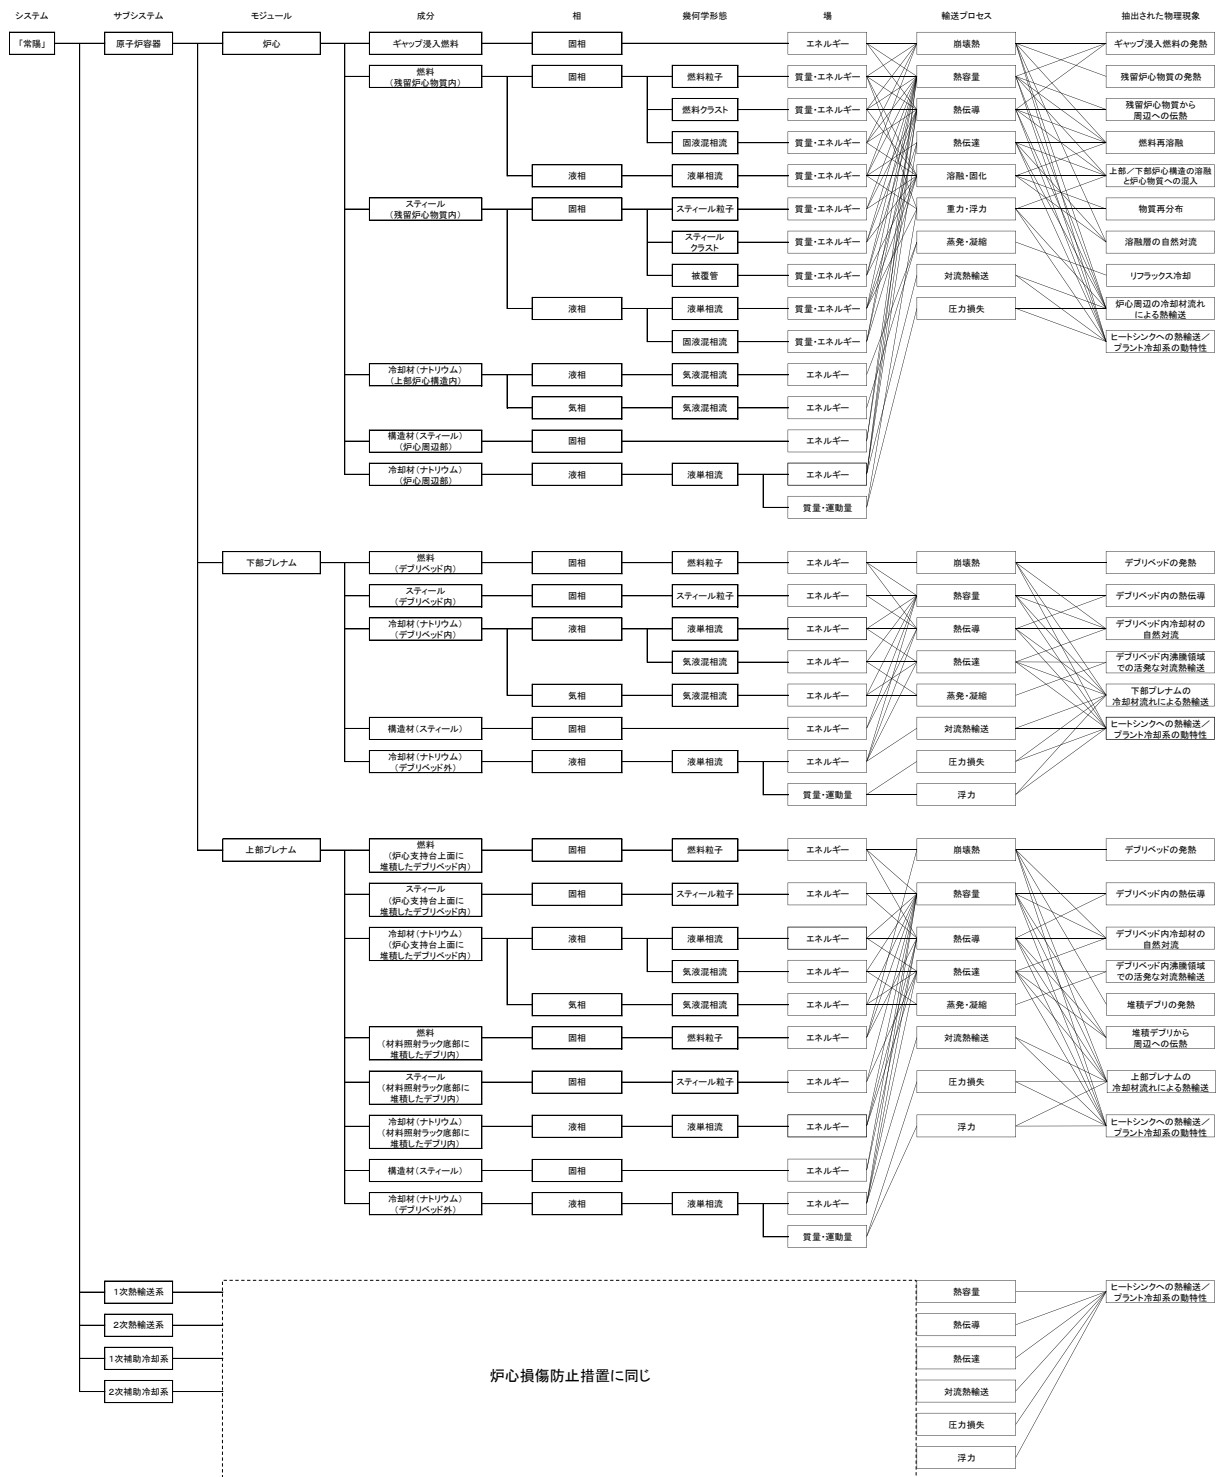 システム
サブシステム
モジュール
成分
相
幾何学形態
場
輸送プロセス
抽出された物理現象
「常陽」
原子炉容器
炉心
ギャップ浸入燃料
固相
エネルギー
崩壊熱
ギャップ浸入燃料の発熱
燃料
(残留炉心物質内)
固相
燃料粒子
質量・エネルギー
熱容量
残留炉心物質の発熱
燃料クラスト
質量・エネルギー
熱伝導
残留炉心物質から
周辺への伝熱
固液混相流
質量・エネルギー
熱伝達
燃料再溶融
液相
液単相流
質量・エネルギー
溶融・固化
上部/下部炉心構造の溶融
と炉心物質への混入
スティール
(残留炉心物質内)
固相
スティール粒子
質量・エネルギー
重力・浮力
物質再分布
スティール
クラスト
質量・エネルギー
蒸発・凝縮
溶融層の自然対流
被覆管
質量・エネルギー
対流熱輸送
リフラックス冷却
液相
液単相流
質量・エネルギー
圧力損失
炉心周辺の冷却材流れ
による熱輸送
固液混相流
質量・エネルギー
ヒートシンクへの熱輸送/
プラント冷却系の動特性
冷却材(ナトリウム)
(上部炉心構造内)
液相
気液混相流
エネルギー
気相
気液混相流
エネルギー
構造材(スティール)
(炉心周辺部)
固相
エネルギー
冷却材(ナトリウム)
(炉心周辺部)
液相
液単相流
エネルギー
質量・運動量
下部プレナム
燃料
(デブリベッド内)
固相
燃料粒子
エネルギー
崩壊熱
デブリベッドの発熱
スティール
(デブリベッド内)
固相
スティール粒子
エネルギー
熱容量
デブリベッド内の熱伝導
冷却材(ナトリウム)
(デブリベッド内)
液相
液単相流
エネルギー
熱伝導
デブリベッド内冷却材の
自然対流
気液混相流
エネルギー
熱伝達
デブリベッド内沸騰領域
での活発な対流熱輸送
気相
気液混相流
エネルギー
蒸発・凝縮
下部プレナムの
冷却材流れによる熱輸送
構造材(スティール)
固相
エネルギー
対流熱輸送
ヒートシンクへの熱輸送/
プラント冷却系の動特性
冷却材(ナトリウム)
(デブリベッド外)
液相
液単相流
エネルギー
圧力損失
質量・運動量
浮力
上部プレナム
燃料
(炉心支持台上面に
堆積したデブリベッド内)
固相
燃料粒子
エネルギー
崩壊熱
デブリベッドの発熱
スティール
(炉心支持台上面に
堆積したデブリベッド内)
固相
スティール粒子
エネルギー
熱容量
デブリベッド内の熱伝導
冷却材(ナトリウム)
(炉心支持台上面に
堆積したデブリベッド内)
液相
液単相流
エネルギー
熱伝導
デブリベッド内冷却材の
自然対流
気液混相流
エネルギー
熱伝達
デブリベッド内沸騰領域
での活発な対流熱輸送
気相
気液混相流
エネルギー
蒸発・凝縮
堆積デブリの発熱
燃料
(材料照射ラック底部に
堆積したデブリ内)
固相
燃料粒子
エネルギー
対流熱輸送
堆積デブリから
周辺への伝熱
スティール
(材料照射ラック底部に
堆積したデブリ内)
固相
スティール粒子
エネルギー
圧力損失
上部プレナムの
冷却材流れによる熱輸送
冷却材(ナトリウム)
(材料照射ラック底部に
堆積したデブリ内)
液相
液単相流
エネルギー
浮力
ヒートシンクへの熱輸送/
プラント冷却系の動特性
構造材(スティール)
固相
エネルギー
冷却材(ナトリウム)
(デブリベッド外)
液相
液単相流
エネルギー
質量・運動量
1次熱輸送系
熱容量
ヒートシンクへの熱輸送/
プラント冷却系の動特性
2次熱輸送系
熱伝導
1次補助冷却系
熱伝達
炉心損傷防止措置に同じ
2次補助冷却系
対流熱輸送
圧力損失
浮力